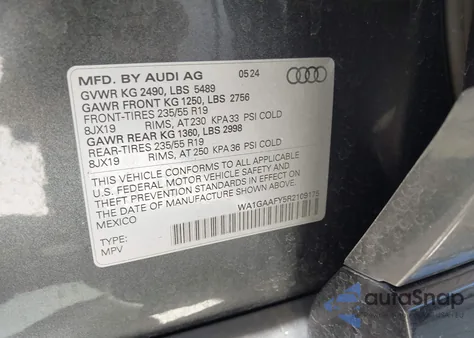 MFD. BY AUDI AG 05 24
GVWR KG 2490, LBS 5489
GAWR FRONT KG 1250, LBS 2756
FRONT-TIRES 235/55 R19
8JX19 RIMS, AT 230 KPA33 PSI COLD
GAWR REAR KG 1360, LBS 2998
REAR-TIRES 235/55 R19
8JX19 RIMS, AT 250 KPA 36 PSI COLD
THIS VEHICLE CONFORMS TO ALL APPLICABLE
U.S. FEDERAL MOTOR VEHICLE SAFETY AND
THEFT PREVENTION STANDARDS IN EFFECT ON
THE DATE OF MANUFACTURE SHOWN ABOVE.
MEXICO
WA1GAAFY5R2109175
TYPE:
MPV
autoSnap